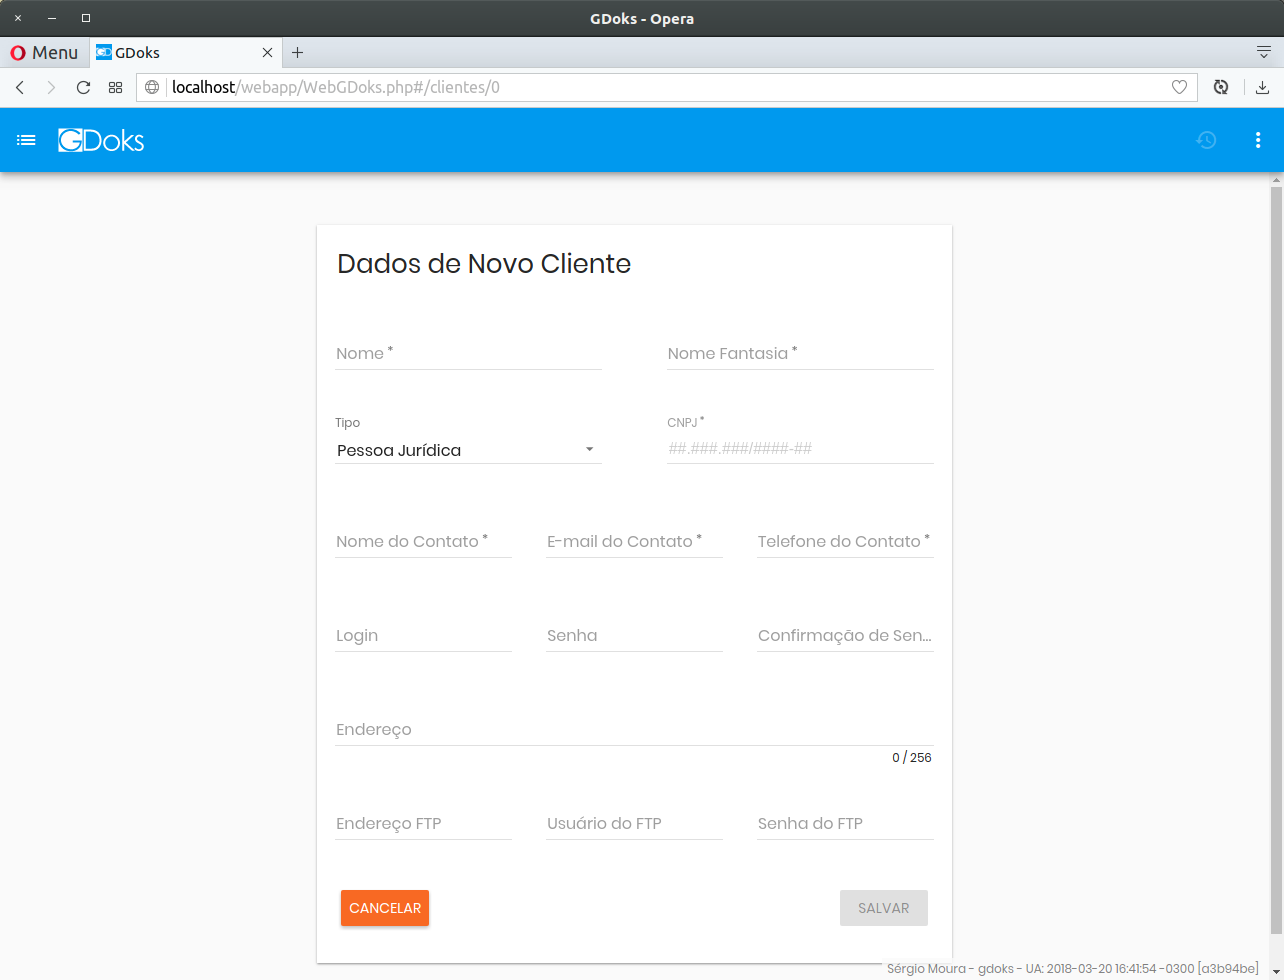 GDoks - Opera
Menu
GDoks
localhost/webapp/WebGDoks.php#/clientes/0
GDoks
Dados de Novo Cliente
Nome * Nome Fantasia *
Tipo CNPJ *
Pessoa Jurídica ##.###.###/####-##
Nome do Contato * E-mail do Contato * Telefone do Contato *
Login Senha Confirmação de Sen...
Endereço
0 / 256
Endereço FTP Usuário do FTP Senha do FTP
CANCELAR SALVAR
Sérgio Moura - gdoks - UA: 2018-03-20 16:41:54 -0300 [a3b94be]